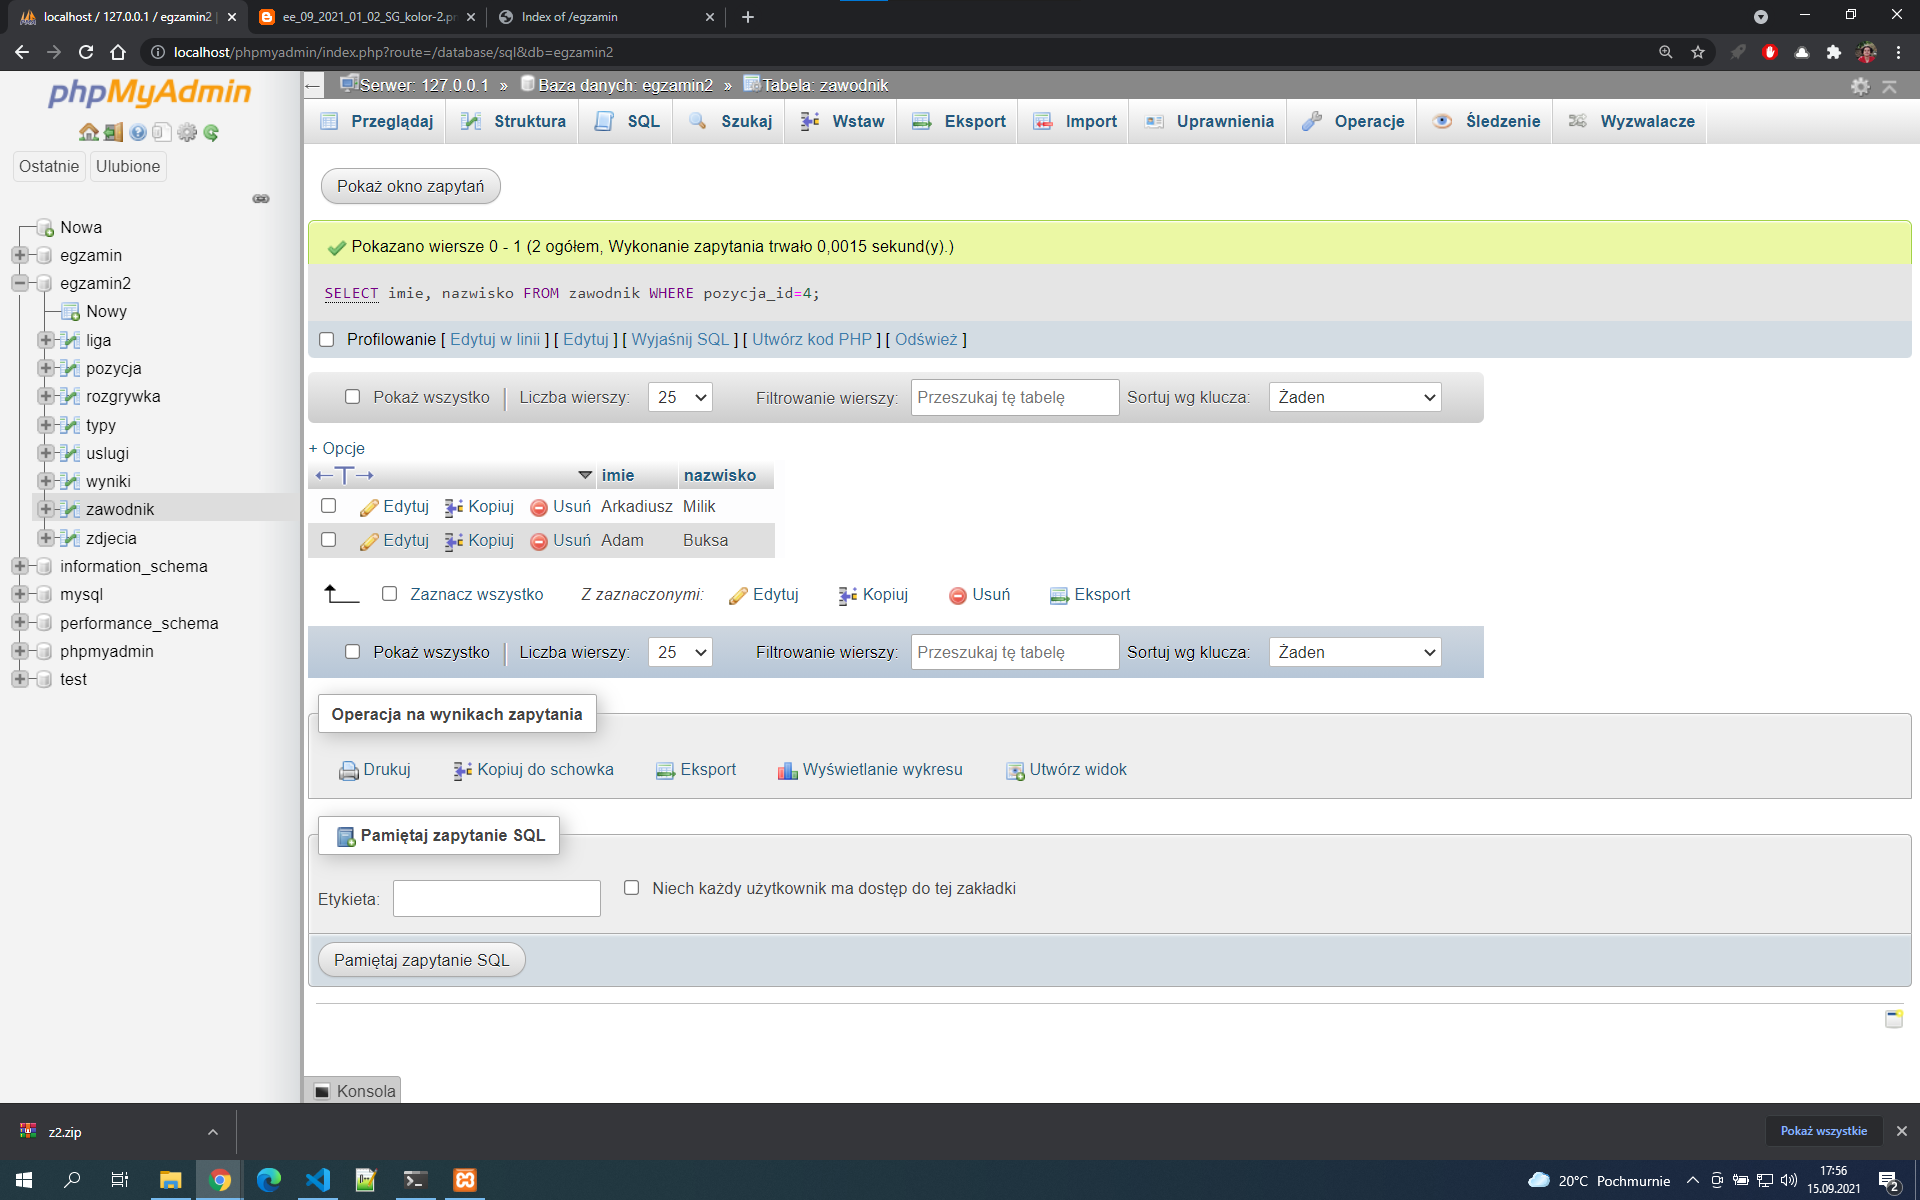 localhost / 127.0.0.1 / egzamin2 |
ee_09_2021_01_02_SG_kolor-2.pr
Index of /egzamin
localhost/phpmyadmin/index.php?route=/database/sql&db=egzamin2
phpMyAdmin
Ostatnie Ulubione
Nowa
egzamin
egzamin2
Nowy
liga
pozycja
rozgrywka
typy
uslugi
wyniki
zawodnik
zdjecia
information_schema
mysql
performance_schema
phpmyadmin
test
Serwer: 127.0.0.1 » Baza danych: egzamin2 » Tabela: zawodnik
Przeglądaj Struktura SQL Szukaj Wstaw Eksport Import Uprawnienia Operacje Śledzenie Wyzwalacze
Pokaż okno zapytań
Pokazano wiersze 0 - 1 (2 ogółem, Wykonanie zapytania trwało 0,0015 sekund(y).)
SELECT imie, nazwisko FROM zawodnik WHERE pozycja_id=4;
Profilowanie [ Edytuj w linii ] [ Edytuj ] [ Wyjaśnij SQL ] [ Utwórz kod PHP ] [ Odśwież ]
Pokaż wszystko | Liczba wierszy: 25 Filtrowanie wierszy: Przeszukaj tę tabelę Sortuj wg klucza: Żaden
+ Opcje
←T→ imie nazwisko
Edytuj Kopiuj Usuń Arkadiusz Milik
Edytuj Kopiuj Usuń Adam Buksa
Zaznacz wszystko Z zaznaczonymi: Edytuj Kopiuj Usuń Eksport
Pokaż wszystko | Liczba wierszy: 25 Filtrowanie wierszy: Przeszukaj tę tabelę Sortuj wg klucza: Żaden
Operacja na wynikach zapytania
Drukuj Kopiuj do schowka Eksport Wyświetlanie wykresu Utwórz widok
Pamiętaj zapytanie SQL
Etykieta: Niech każdy użytkownik ma dostęp do tej zakładki
Pamiętaj zapytanie SQL
Konsola
z2.zip
Pokaż wszystkie
20°C Pochmurnie
17:56
15.09.2021
2